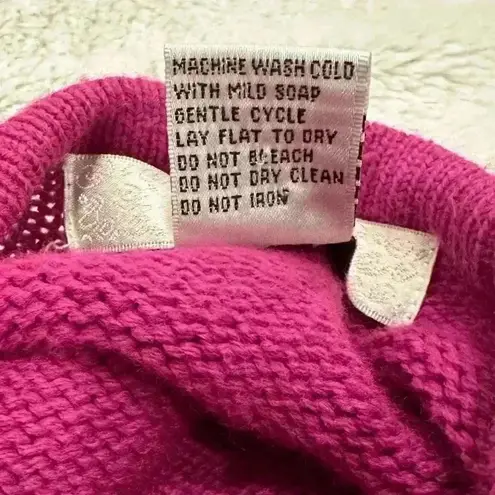 MACHINE WASH COLD
WITH MILD SOAP
GENTLE CYCLE
LAY FLAT TO DRY
DO NOT BLEACH
DO NOT DRY CLEAN
DO NOT IRON